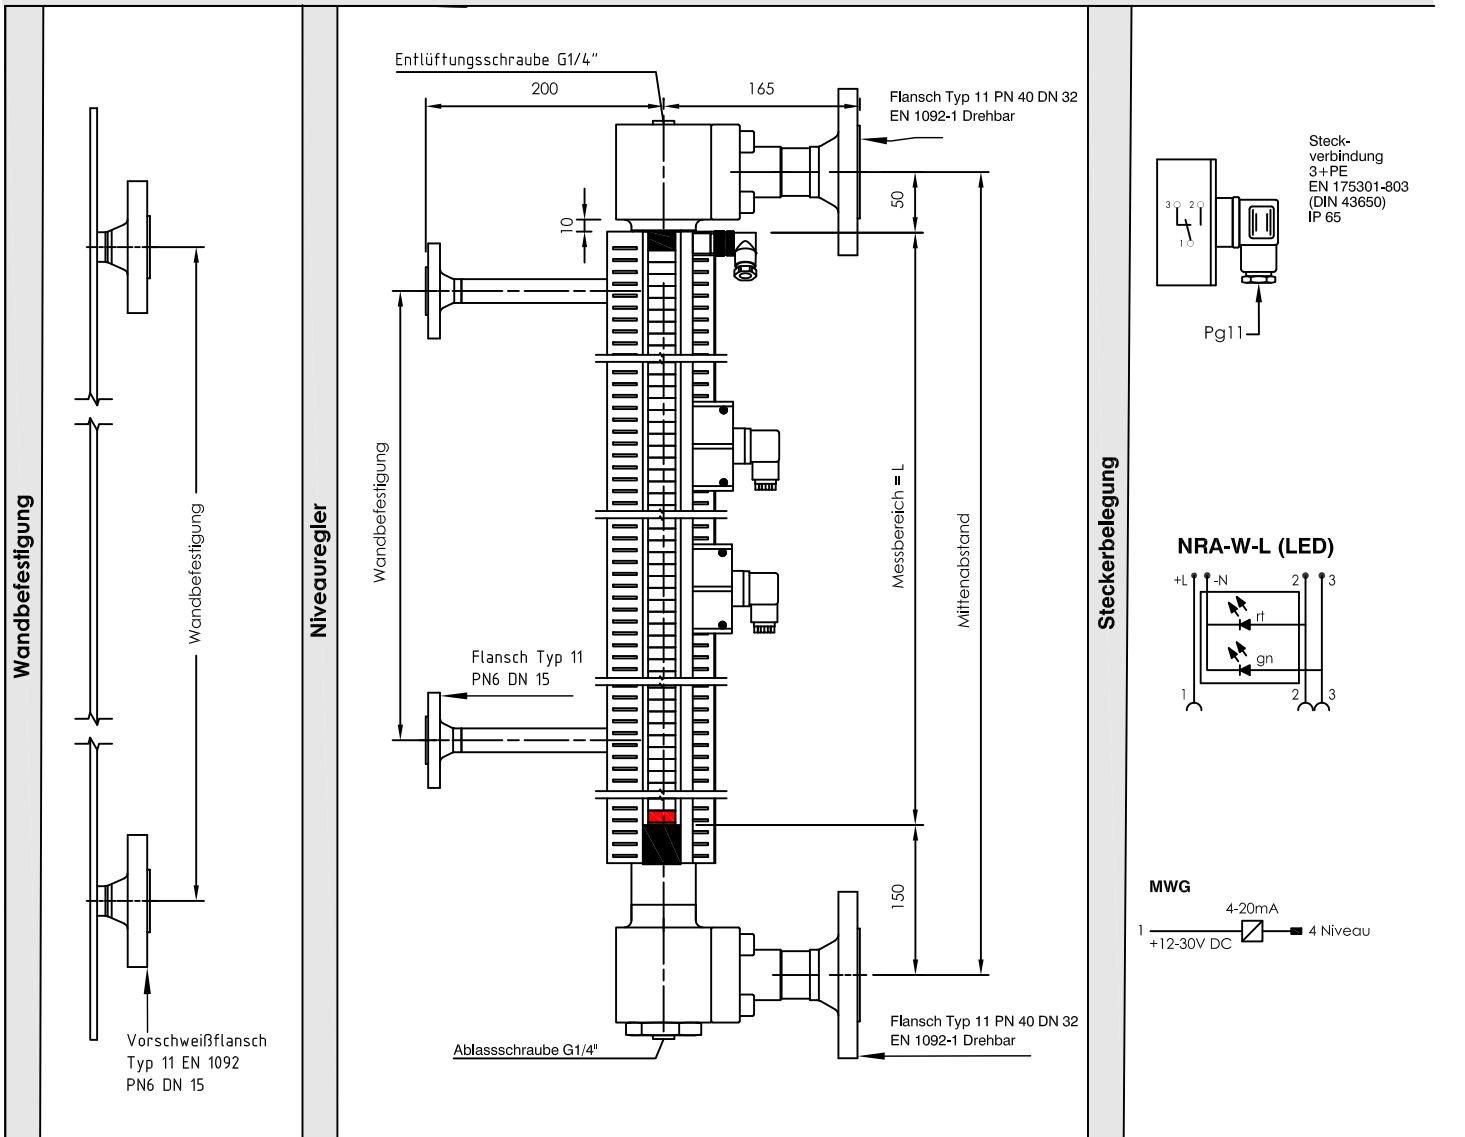 Wandbefestigung
Wandbefestigung
Vorschweißflansch
Typ 11 EN 1092
PN6 DN 15
Niveauregler
Entlüftungsschraube G1/4"
200
165
Flansch Typ 11 PN 40 DN 32
EN 1092-1 Drehbar
50
10
Wandbefestigung
Messbereich = L
Mittenabstand
Flansch Typ 11
PN6 DN 15
150
Flansch Typ 11 PN 40 DN 32
EN 1092-1 Drehbar
Ablassschraube G1/4"
Steckerbelegung
Steck-
verbindung
3+PE
EN 175301-803
(DIN 43650)
IP 65
3 2
1
Pg11
NRA-W-L (LED)
+L -N 2 3
rt
gn
1 2 3
MWG
4-20mA
1 4 Niveau
+12-30V DC